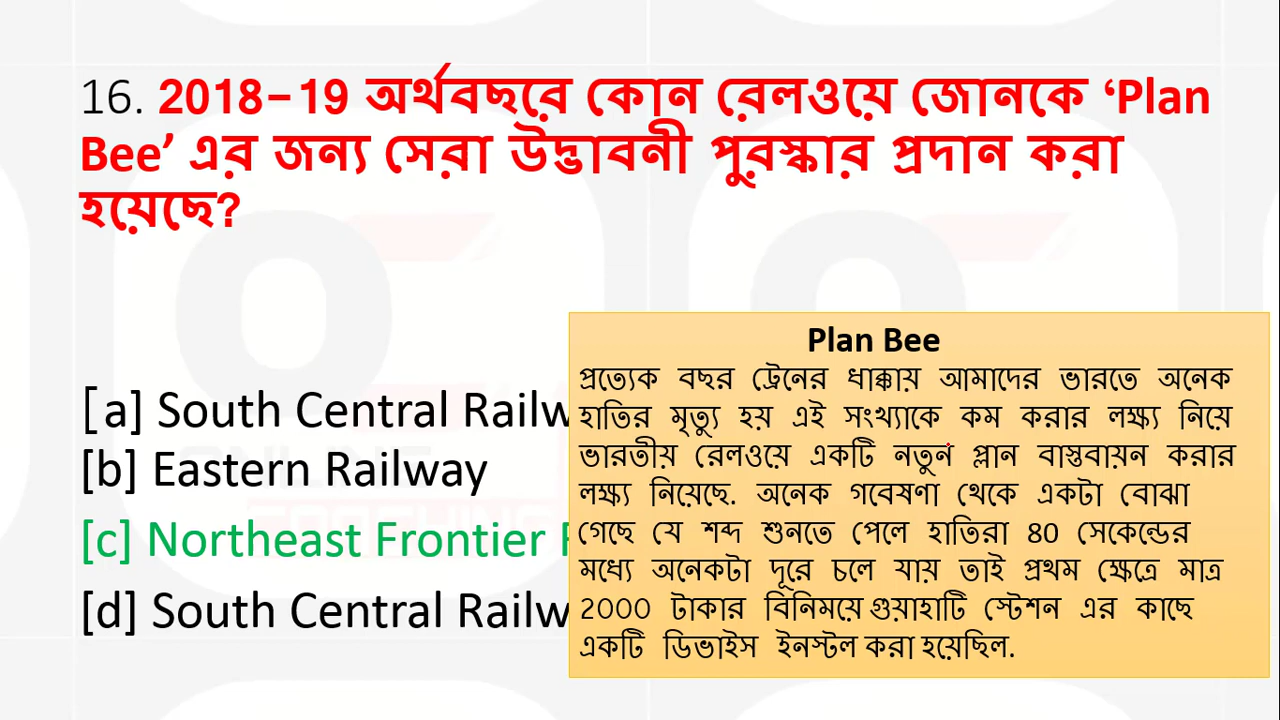 16. 2018-19 অর্থবছরে কোন রেলওয়ে জোনকে ‘Plan
Bee’ এর জন্য সেরা উদ্ভাবনী পুরস্কার প্রদান করা
হয়েছে?
[a] South Central Railw
[b] Eastern Railway
[c] Northeast Frontier
[d] South Central Railw
Plan Bee
প্রত্যেক বছর ট্রেনের ধাক্কায় আমাদের ভারতে অনেক
হাতির মৃত্যু হয় এই সংখ্যাকে কম করার লক্ষ্য নিয়ে
ভারতীয় রেলওয়ে একটি নতুন প্লান বাস্তবায়ন করার
লক্ষ্য নিয়েছে. অনেক গবেষণা থেকে একটা বোঝা
গেছে যে শব্দ শুনতে পেলে হাতিরা 80 সেকেন্ডের
মধ্যে অনেকটা দূরে চলে যায় তাই প্রথম ক্ষেত্রে মাত্র
2000 টাকার বিনিময়ে গুয়াহাটি স্টেশন এর কাছে
একটি ডিভাইস ইনস্টল করা হয়েছিল.